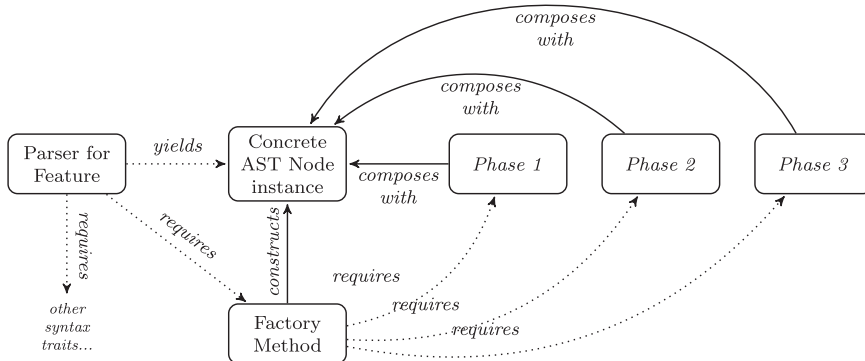 composes
with
composes
with
Parser for
Feature
yields
Concrete
AST Node
instance
composes
with
Phase 1
Phase 2
Phase 3
requires
requires
constructs
requires
requires
requires
other
syntax
traits...
Factory
Method